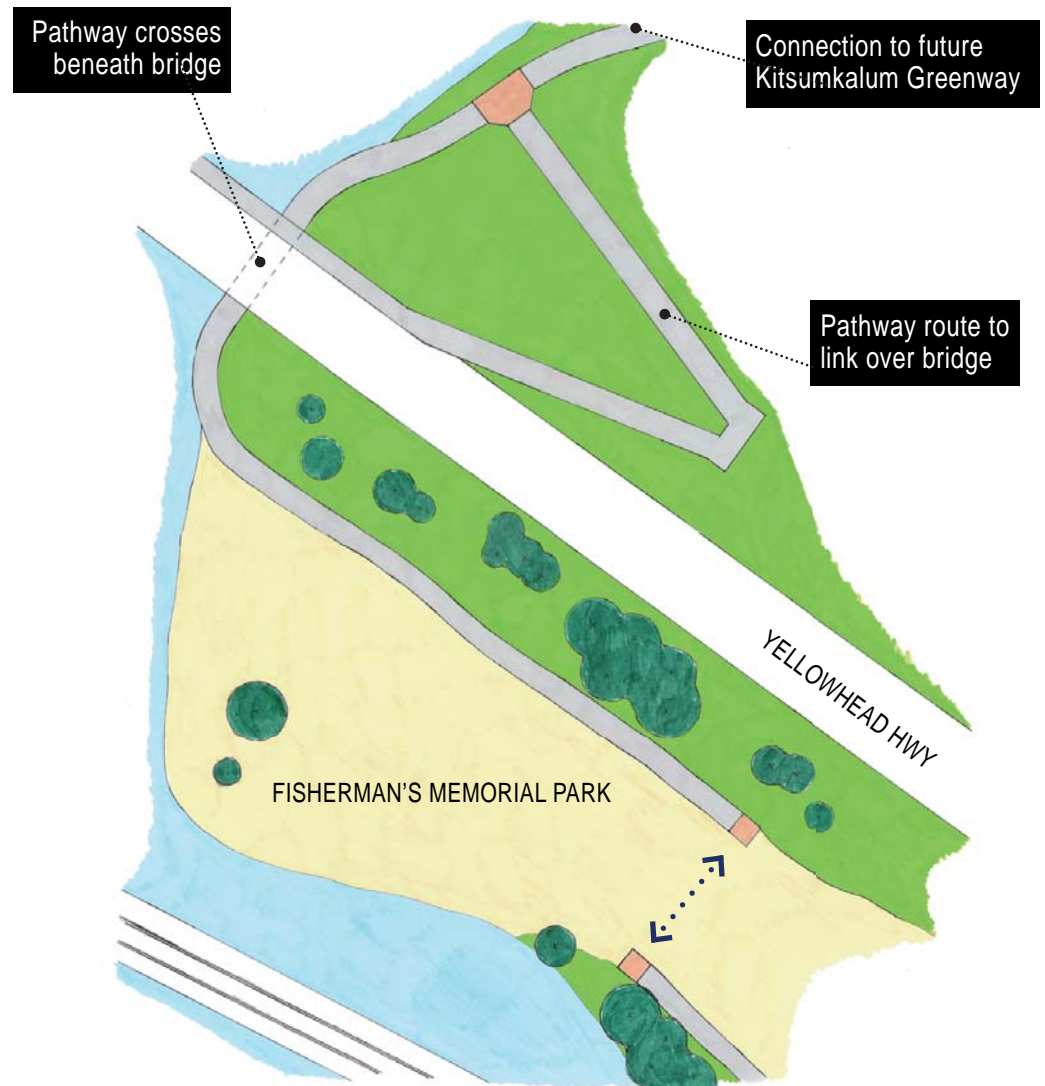 Pathway crosses
beneath bridge
Connection to future
Kitsumkalum Greenway
Pathway route to
link over bridge
YELLOWHEAD HWY
FISHERMAN'S MEMORIAL PARK